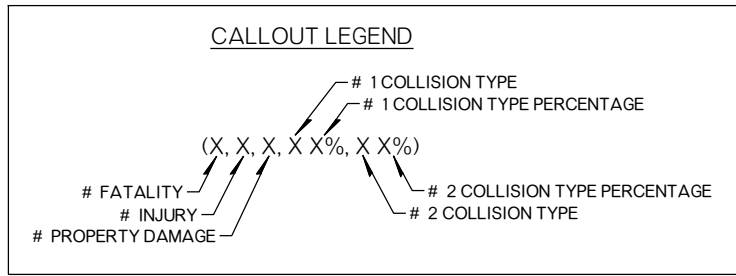 CALLOUT LEGEND
# 1 COLLISION TYPE
# 1 COLLISION TYPE PERCENTAGE
(X, X, X, X X%, X X%)
# FATALITY
# INJURY
# PROPERTY DAMAGE
# 2 COLLISION TYPE PERCENTAGE
# 2 COLLISION TYPE